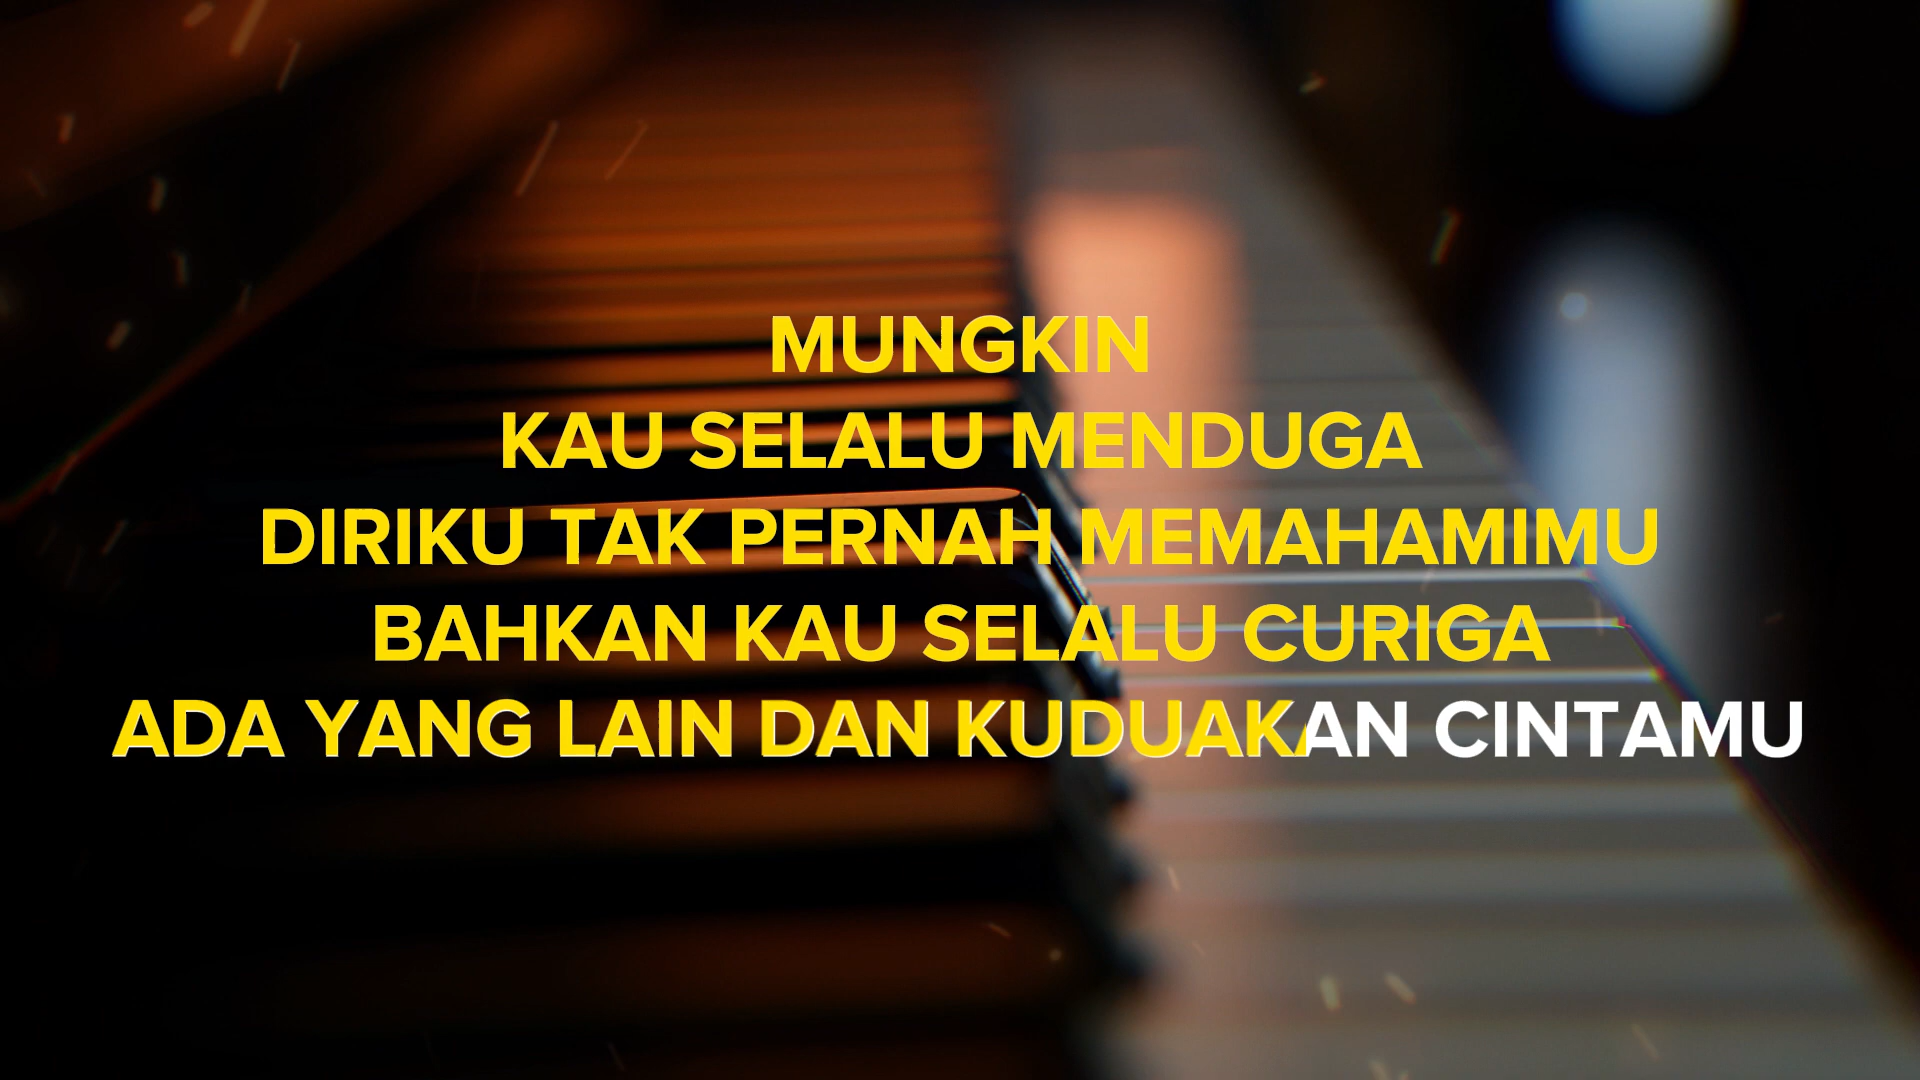 MUNGKIN
KAU SELALU MENDUGA
DIRIKU TAK PERNAH MEMAHAMIMU
BAHKAN KAU SELALU CURIGA
ADA YANG LAIN DAN KUDUAKAN CINTAMU